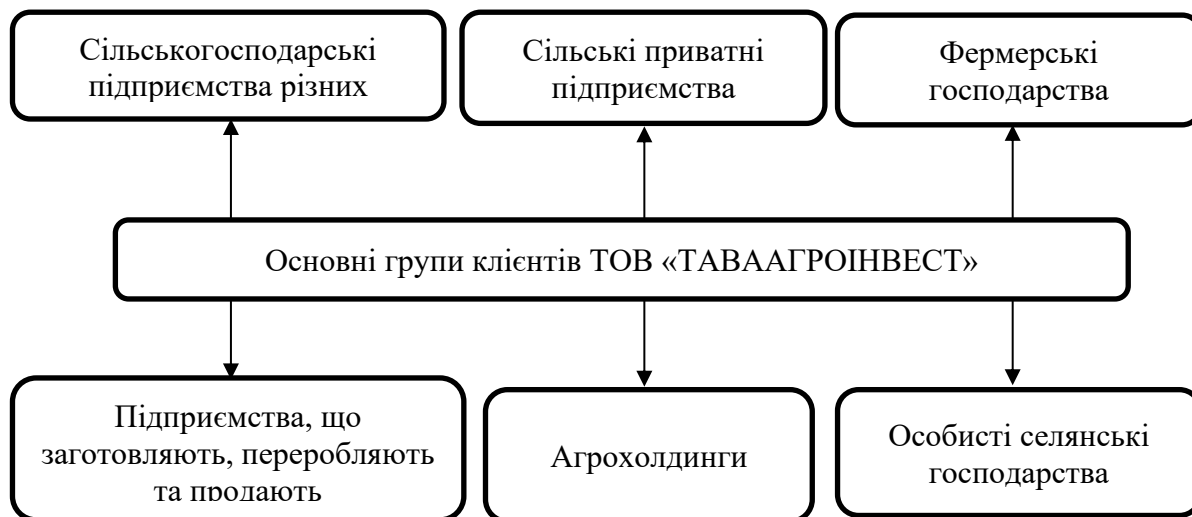 Сільськогосподарські
підприємства різних
Сільські приватні
підприємства
Фермерські
господарства
Основні групи клієнтів ТОВ «ТАВААГРОІНВЕСТ»
Підприємства, що
заготовляють, переробляють
та продають
Агрохолдинги
Особисті селянські
господарства